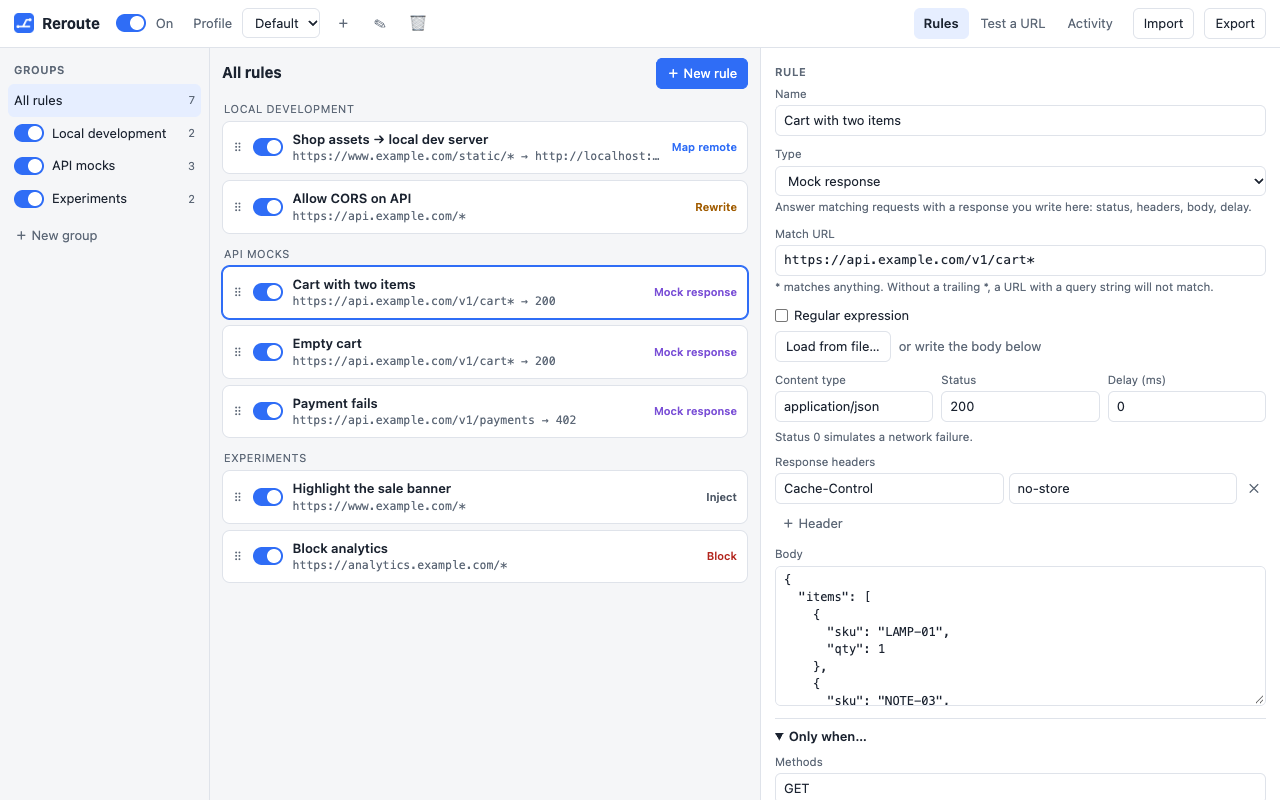 Reroute On Profile Default + Rules Test a URL Activity Import Export
GROUPS
All rules 7
Local development 2
API mocks 3
Experiments 2
+ New group
All rules
+ New rule
LOCAL DEVELOPMENT
Shop assets → local dev server
https://www.example.com/static/* → http://localhost:…
Map remote
Allow CORS on API
https://api.example.com/*
Rewrite
API MOCKS
Cart with two items
https://api.example.com/v1/cart* → 200
Mock response
Empty cart
https://api.example.com/v1/cart* → 200
Mock response
Payment fails
https://api.example.com/v1/payments → 402
Mock response
EXPERIMENTS
Highlight the sale banner
https://www.example.com/*
Inject
Block analytics
https://analytics.example.com/*
Block
RULE
Name
Cart with two items
Type
Mock response
Answer matching requests with a response you write here: status, headers, body, delay.
Match URL
https://api.example.com/v1/cart*
* matches anything. Without a trailing *, a URL with a query string will not match.
Regular expression
Load from file… or write the body below
Content type Status Delay (ms)
application/json 200 0
Status 0 simulates a network failure.
Response headers
Cache-Control no-store ×
+ Header
Body
{
"items": [
{
"sku": "LAMP-01",
"qty": 1
},
{
"sku": "NOTE-03",
▼ Only when...
Methods
GET